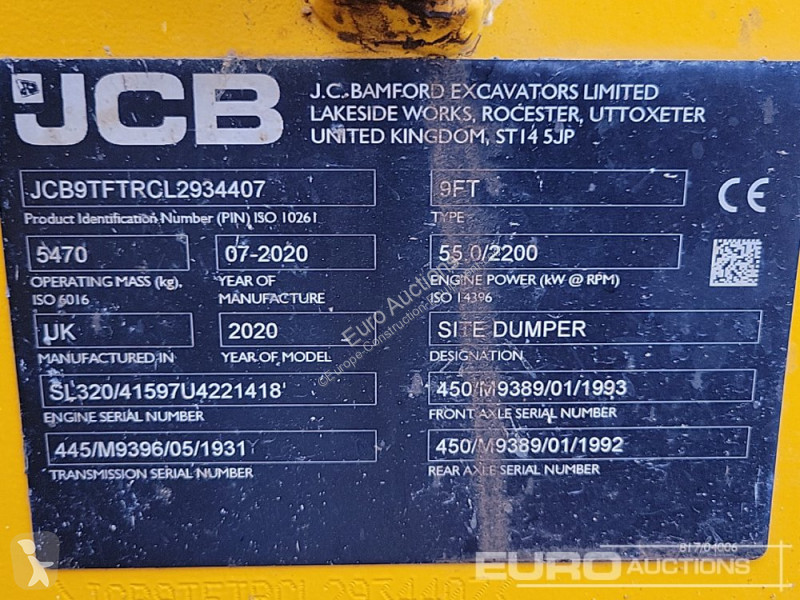 JCB
J.C. BAMFORD EXCAVATORS LIMITED
LAKESIDE WORKS, ROCESTER, UTTOXETER
UNITED KINGDOM, ST14 5JP
JCB9TFTRCL2934407
Product Identification Number (PIN) ISO 10261
9FT
TYPE
CE
5470
OPERATING MASS (kg),
ISO 6016
07-2020
YEAR OF
MANUFACTURE
55.0/2200
ENGINE POWER (kW @ RPM)
ISO 14396
UK
MANUFACTURED IN
2020
YEAR OF MODEL
SITE DUMPER
DESIGNATION
SL320/41597U4221418
ENGINE SERIAL NUMBER
450/M9389/01/1993
FRONT AXLE SERIAL NUMBER
445/M9396/05/1931
TRANSMISSION SERIAL NUMBER
450/M9389/01/1992
REAR AXLE SERIAL NUMBER
817/04006
Euro Auctions
JCB9TFTRCL2934407
EURO
AUCTIONS